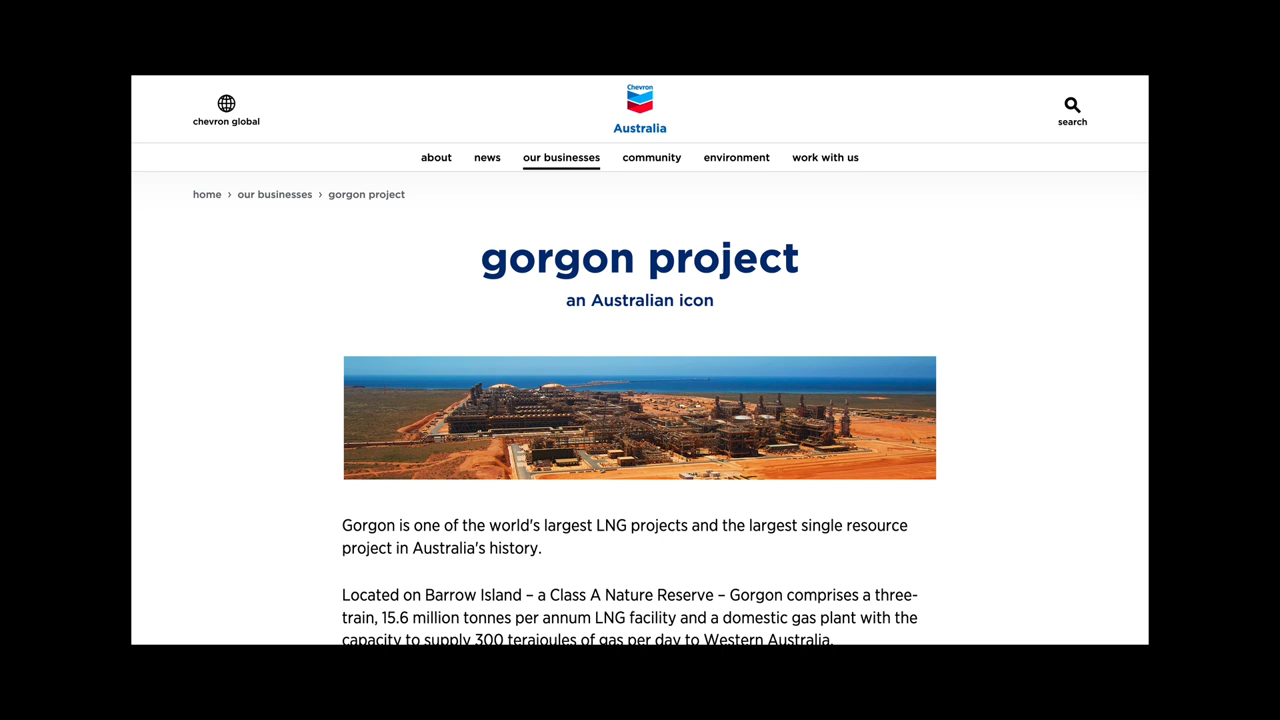 Chevron
chevron global
Australia
search
about news our businesses community environment work with us
home › our businesses › gorgon project
gorgon project
an Australian icon
Gorgon is one of the world's largest LNG projects and the largest single resource
project in Australia's history.
Located on Barrow Island – a Class A Nature Reserve – Gorgon comprises a three-
train, 15.6 million tonnes per annum LNG facility and a domestic gas plant with the
capacity to supply 300 terajoules of gas per day to Western Australia.